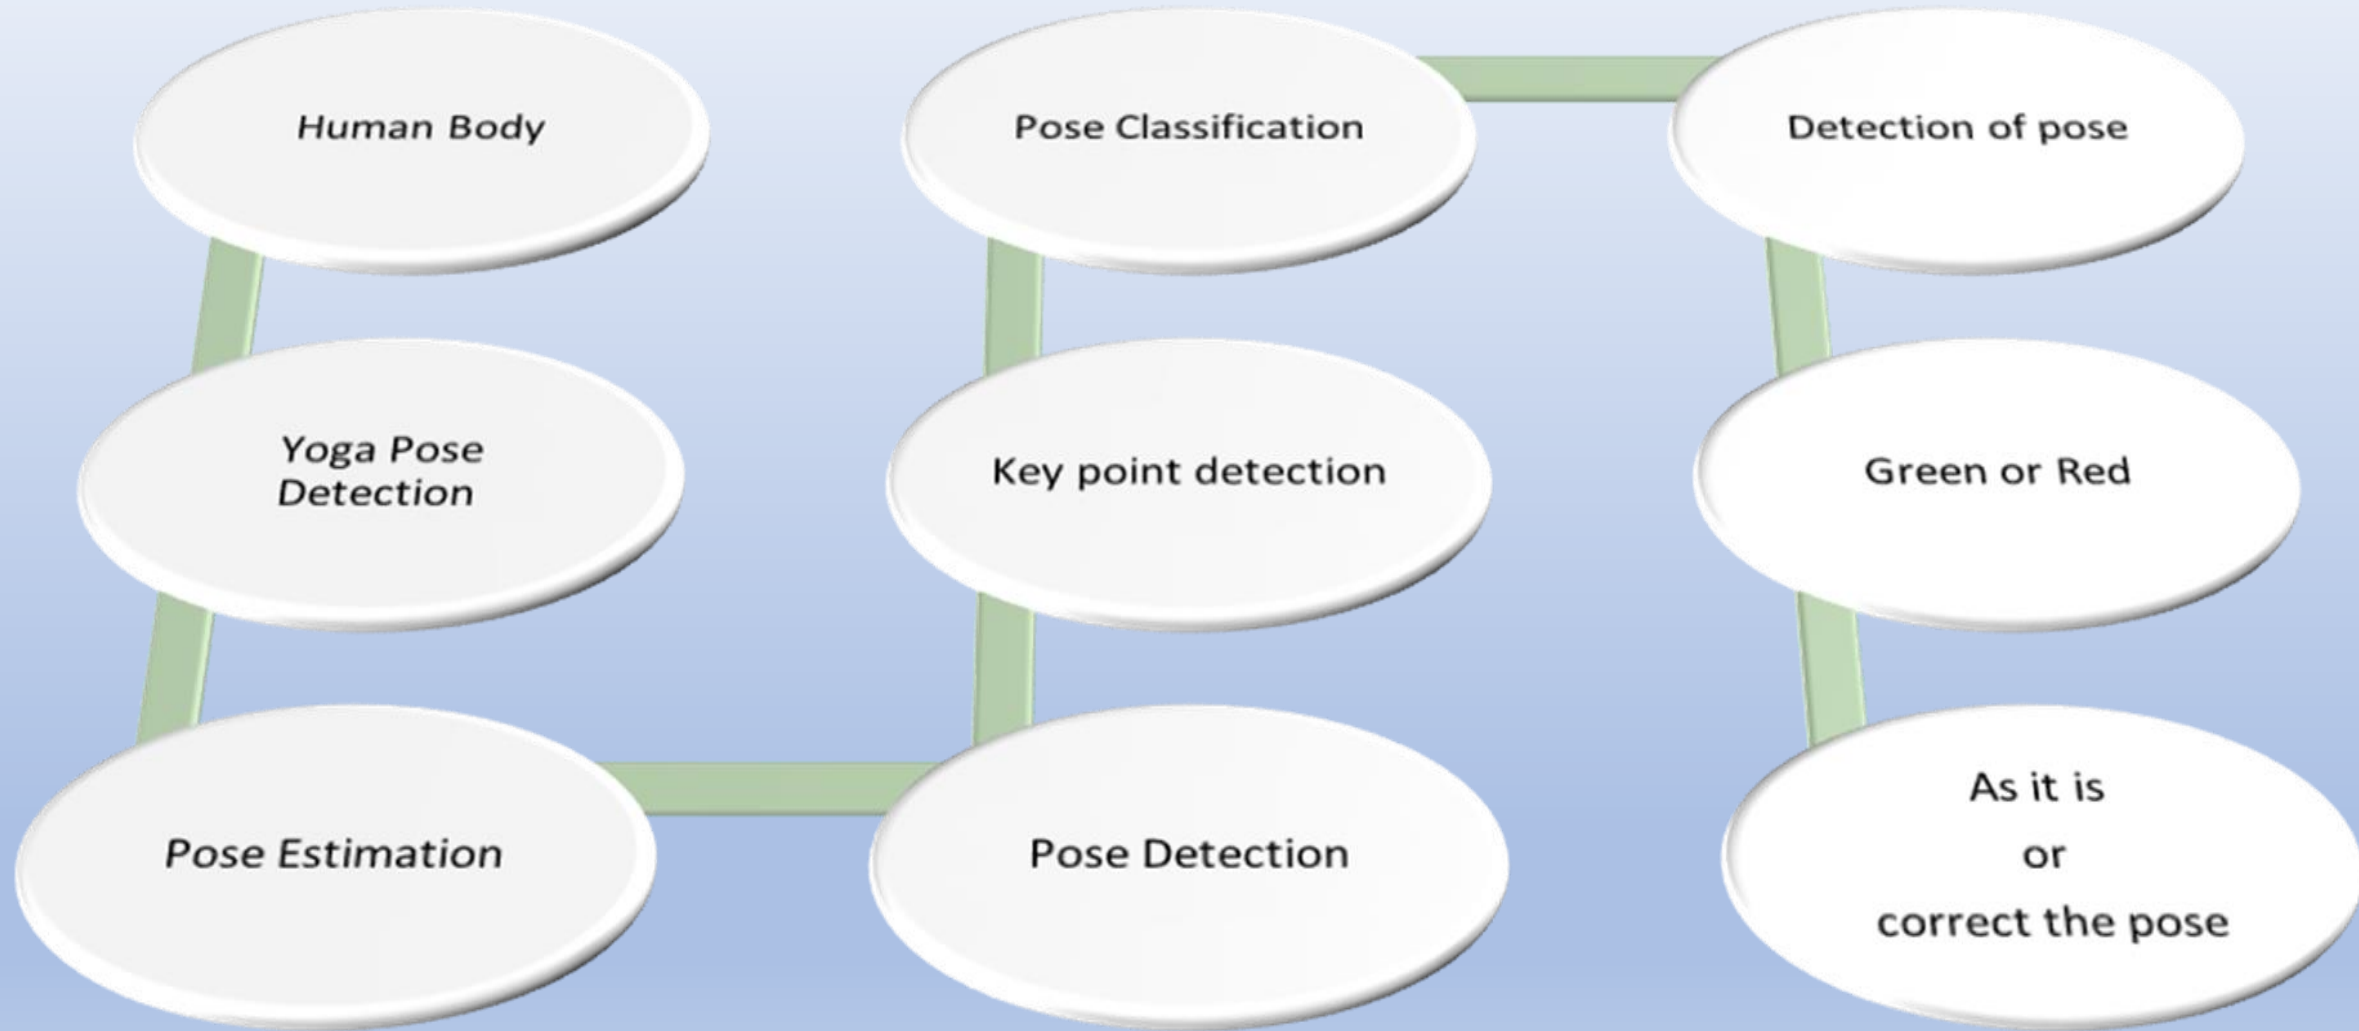 Human Body
Pose Classification
Detection of pose
Yoga Pose
Detection
Key point detection
Green or Red
Pose Estimation
Pose Detection
As it is
or
correct the pose